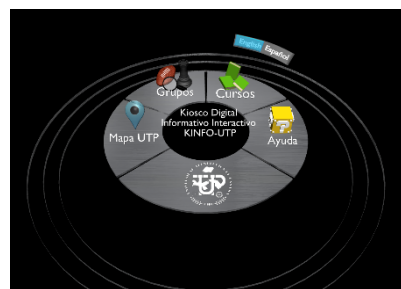 English Español
Grupos
Cursos
Kiosco Digital
Informativo Interactivo
KINFO-UTP
Mapa UTP
Ayuda